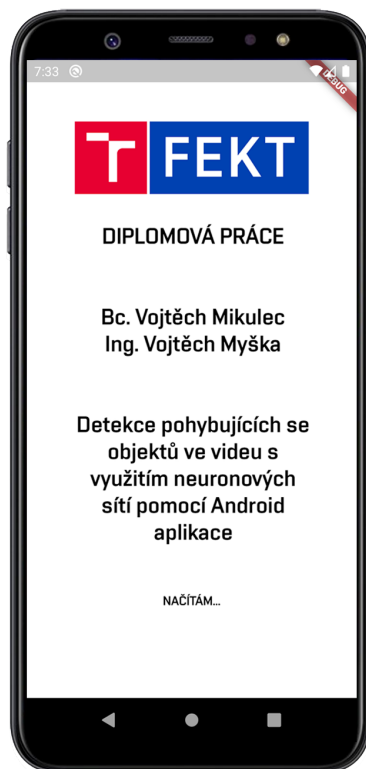 7:33
DEBUG
T FEKT
DIPLOMOVÁ PRÁCE
Bc. Vojtěch Mikulec
Ing. Vojtěch Myška
Detekce pohybujících se
objektů ve videu s
využitím neuronových
sítí pomocí Android
aplikace
NAČÍTÁM...